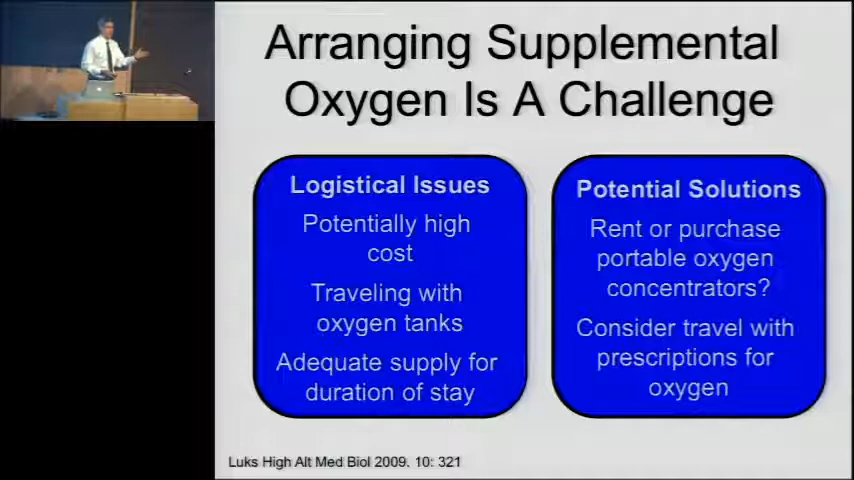 Arranging Supplemental
Oxygen Is A Challenge
Logistical Issues
Potentially high
cost
Traveling with
oxygen tanks
Adequate supply for
duration of stay
Potential Solutions
Rent or purchase
portable oxygen
concentrators?
Consider travel with
prescriptions for
oxygen
Luks High Alt Med Biol 2009. 10: 321